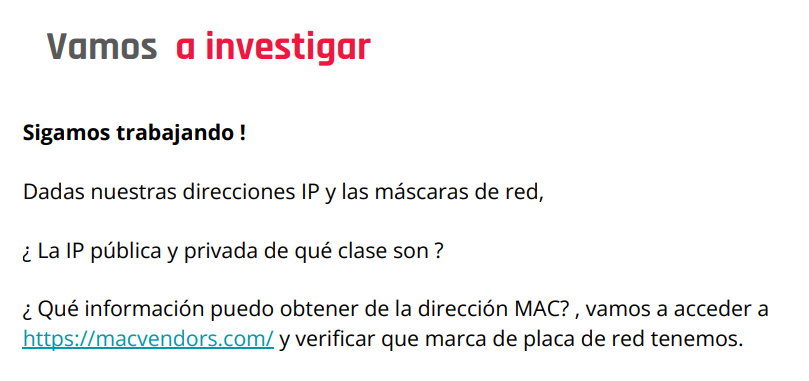 Vamos a investigar
Sigamos trabajando !
Dadas nuestras direcciones IP y las máscaras de red,
¿ La IP pública y privada de qué clase son ?
¿ Qué información puedo obtener de la dirección MAC? , vamos a acceder a
https://macvendors.com/ y verificar que marca de placa de red tenemos.